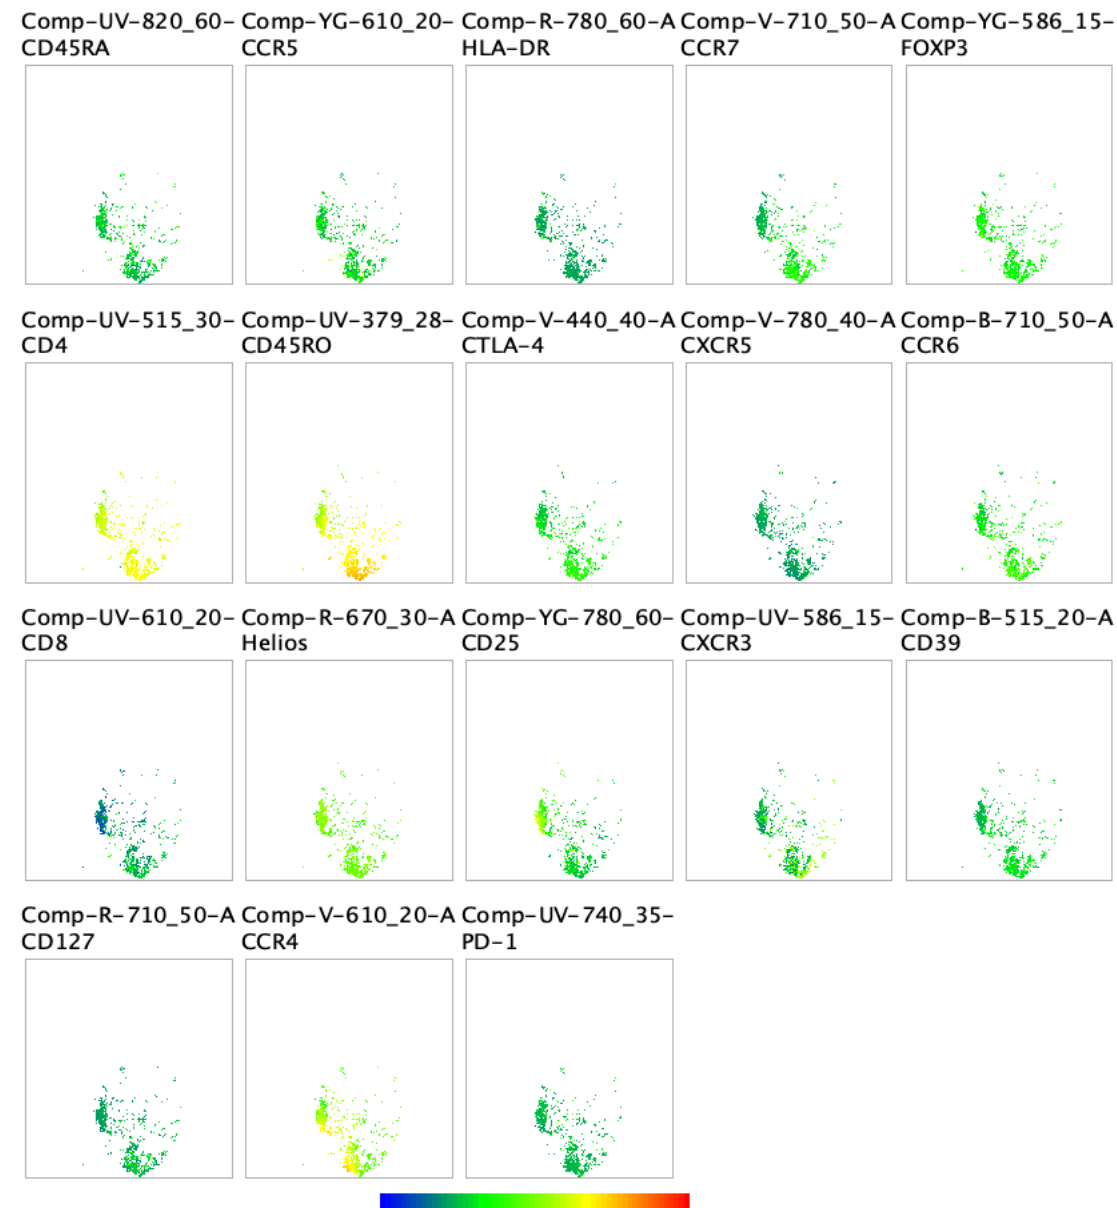 Comp-UV-820_60- Comp-YG-610_20- Comp-R-780_60-A Comp-V-710_50-A Comp-YG-586_15-
CD45RA CCR5 HLA-DR CCR7 FOXP3
Comp-UV-515_30- Comp-UV-379_28- Comp-V-440_40-A Comp-V-780_40-A Comp-B-710_50-A
CD4 CD45RO CTLA-4 CXCR5 CCR6
Comp-UV-610_20- Comp-R-670_30-A Comp-YG-780_60- Comp-UV-586_15- Comp-B-515_20-A
CD8 Helios CD25 CXCR3 CD39
Comp-R-710_50-A Comp-V-610_20-A Comp-UV-740_35-
CD127 CCR4 PD-1